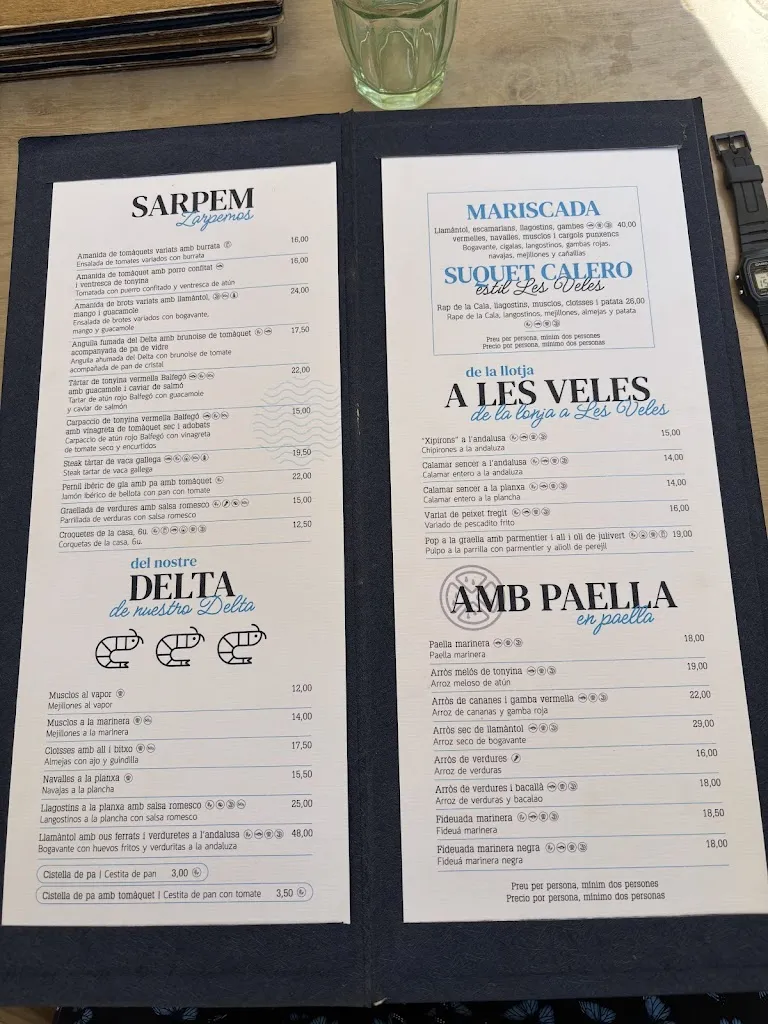 SARPEM
Zarpemos
Amanida de tomàquets variats amb burrata 16,00
Ensalada de tomates variados con burrata
Amanida de tomàquet amb porro confitat 16,00
i ventresca de tonyina
Tomatada con puerro confitado y ventresca de atún
Amanida de brots variats amb llamàntol, 24,00
mango i guacamole
Ensalada de brotes variados con bogavante,
mango y guacamole
Anguila fumada del Delta amb brunoise de tomàquet 17,50
acompanyada de pa de vidre
Anguila ahumada del Delta con brunoise de tomate
acompañada de pan de cristal
Tàrtar de tonyina vermella Balfegó 22,00
amb guacamole i caviar de salmó
Tartar de atún rojo Balfegó con guacamole
y caviar de salmón
Carpaccio de tonyina vermella Balfegó 15,00
amb vinagreta de tomàquet sec i adobats
Carpaccio de atún rojo Balfegó con vinagreta
de tomate seco y encurtidos
Steak tàrtar de vaca gallega 19,50
Steak tartar de vaca gallega
Pernil ibèric de gla amb pa amb tomàquet 22,00
Jamón ibérico de bellota con pan con tomate
Graellada de verdures amb salsa romesco 15,00
Parrillada de verduras con salsa romesco
Croquetes de la casa, 6u. 12,50
Corquetas de la casa, 6u.
del nostre
DELTA
de nuestro Delta
Musclos al vapor 12,00
Mejillones al vapor
Musclos a la marinera 14,00
Mejillones a la marinera
Cloïsses amb all i bitxo 17,50
Almejas con ajo y guindilla
Navalles a la planxa 15,50
Navajas a la plancha
Llagostins a la planxa amb salsa romesco 25,00
Langostinos a la plancha con salsa romesco
Llamàntol amb ous ferrats i verduretes a l'andalusa 48,00
Bogavante con huevos fritos y verduritas a la andaluza
Cistella de pa | Cestita de pan 3,00
Cistella de pa amb tomàquet | Cestita de pan con tomate 3,50
MARISCADA
Llamàntol, escamarlans, llagostins, gambes 40,00
vermelles, navalles, musclos i cargols punxencs
Bogavante, cigalas, langostinos, gambas rojas,
navajas, mejillones y cañaíllas
SUQUET CALERO
estil Les Veles
Rap de la Cala, llagostins, musclos, cloïsses i patata 26,00
Rape de la Cala, langostinos, mejillones, almejas y patata
Preu per persona, mínim dos persones
Precio por persona, mínimo dos personas
de la llotja
A LES VELES
de la lonja a Les Veles
"Xipirons" a l'andalusa 15,00
Chipirones a la andaluza
Calamar sencer a l'andalusa 14,00
Calamar entero a la andaluza
Calamar sencer a la planxa 14,00
Calamar entero a la plancha
Variat de peixet fregit 16,00
Variado de pescadito frito
Pop a la graella amb parmentier i all i oli de julivert 19,00
Pulpo a la parrilla con parmentier y alioli de perejil
AMB PAELLA
en paella
Paella marinera 18,00
Paella marinera
Arròs melós de tonyina 19,00
Arroz meloso de atún
Arròs de cananes i gamba vermella 22,00
Arroz de cananas y gamba roja
Arròs sec de llamàntol 29,00
Arroz seco de bogavante
Arròs de verdures 16,00
Arroz de verduras
Arròs de verdures i bacallà 18,00
Arroz de verduras y bacalao
Fideuada marinera 18,50
Fideuá marinera
Fideuada marinera negra 18,00
Fideuá marinera negra
Preu per persona, mínim dos persones
Precio por persona, mínimo dos personas